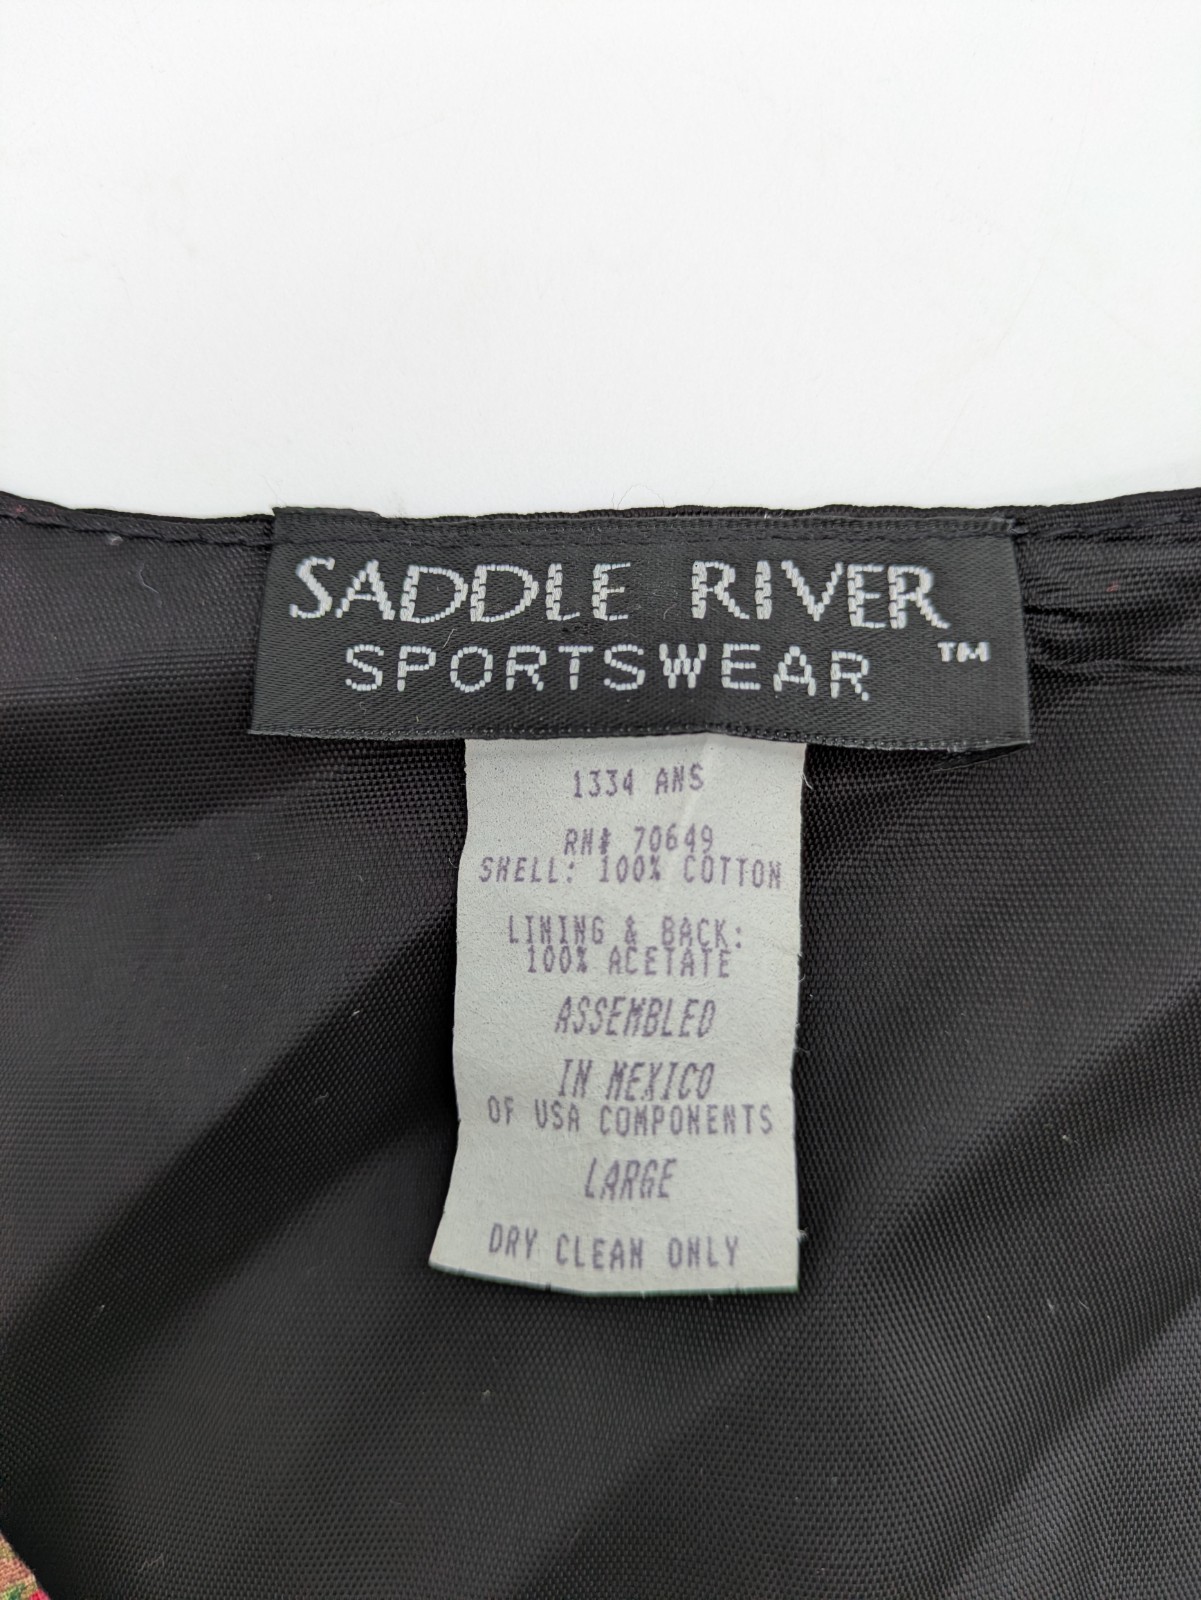 SADDLE RIVER
SPORTSWEAR ™
1334 ANS
RN# 70649
SHELL: 100% COTTON
LINING & BACK:
100% ACETATE
ASSEMBLED
IN MEXICO
OF USA COMPONENTS
LARGE
DRY CLEAN ONLY